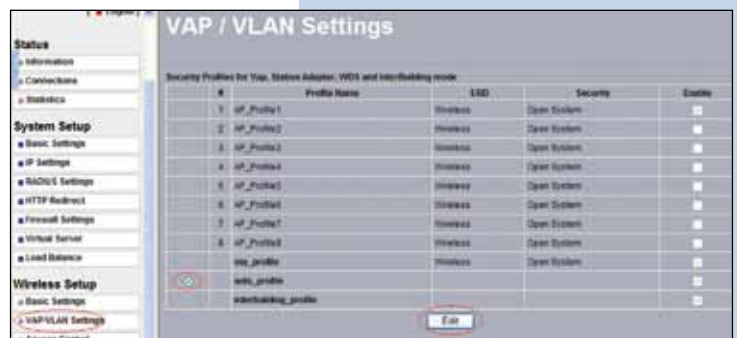 VAP / VLAN Settings
Status
Information
Connections
Statistics
System Setup
Basic Settings
IP Settings
RADIUS Settings
HTTP Redirect
Firewall Settings
Virtual Server
Load Balance
Wireless Setup
Basic Settings
VAP/VLAN Settings
Access Control
Security Profiles for Vap, Station Adapter, WDS and InterBuilding mode
# Profile Name SSID Security Enable
1 AP_Profile1 Wireless Open System
2 AP_Profile2 Wireless Open System
3 AP_Profile3 Wireless Open System
4 AP_Profile4 Wireless Open System
5 AP_Profile5 Wireless Open System
6 AP_Profile6 Wireless Open System
7 AP_Profile7 Wireless Open System
8 AP_Profile8 Wireless Open System
sta_profile Wireless Open System
wds_profile
interbuilding_profile
Edit